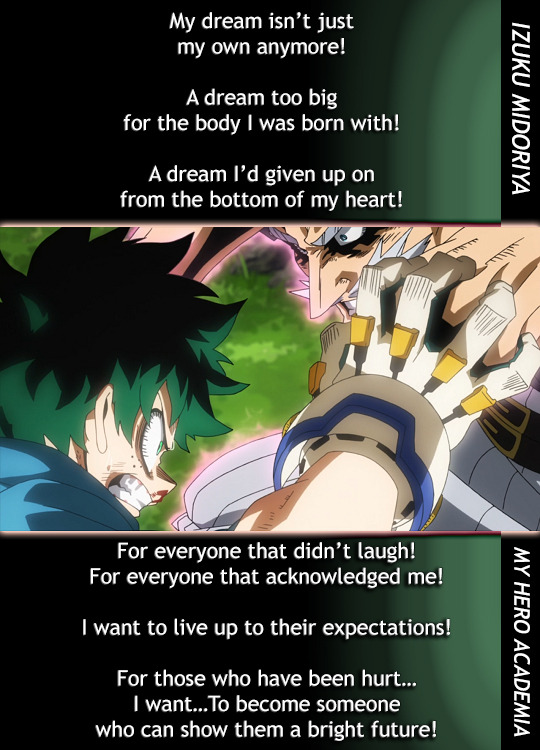 My dream isn't just
my own anymore!
A dream too big
for the body I was born with!
A dream I'd given up on
from the bottom of my heart!
IZUKU MIDORIYA
For everyone that didn't laugh!
For everyone that acknowledged me!
I want to live up to their expectations!
For those who have been hurt...
I want...To become someone
who can show them a bright future!
MY HERO ACADEMIA